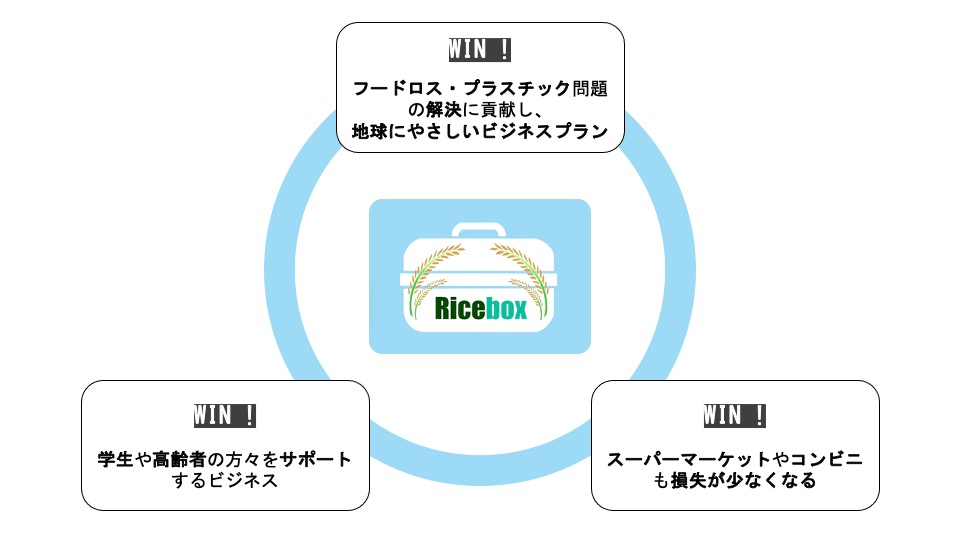 WIN !
フードロス・プラスチック問題
の解決に貢献し、
地球にやさしいビジネスプラン
Ricebox
WIN !
学生や高齢者の方々をサポート
するビジネス
WIN !
スーパーマーケットやコンビニ
も損失が少なくなる